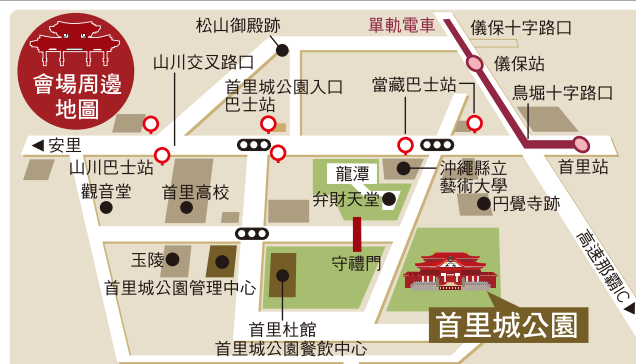 會場周邊
地圖
松山御殿跡
單軌電車
儀保十字路口
山川交叉路口
儀保站
首里城公園入口
巴士站
當藏巴士站
鳥堀十字路口
安里
山川巴士站
首里站
龍潭
沖繩縣立
藝術大學
觀音堂
首里高校
弁財天堂
円覺寺跡
高速那霸IC
玉陵
守禮門
首里城公園管理中心
首里杜館
首里城公園餐飲中心
首里城公園